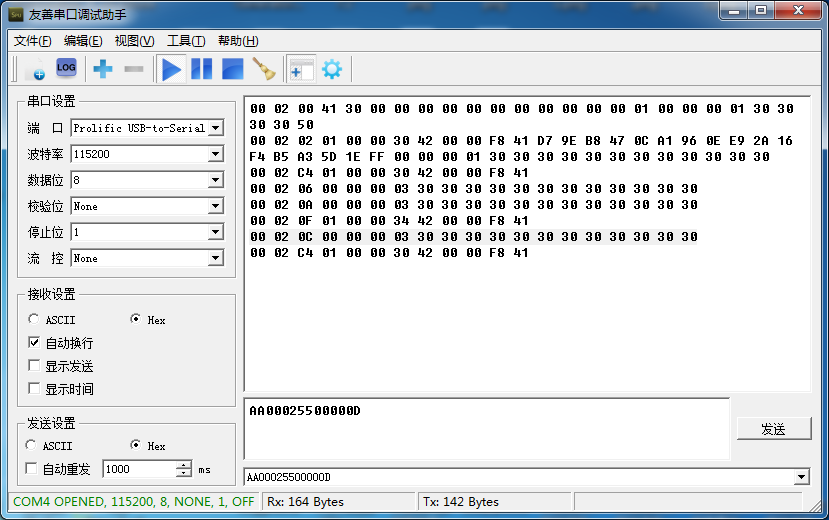 友善串口调试助手
文件(F) 编辑(E) 视图(V) 工具(T) 帮助(H)
LOG
串口设置
端 口 Prolific USB-to-Serial
波特率 115200
数据位 8
校验位 None
停止位 1
流 控 None
接收设置
ASCII Hex
自动换行
显示发送
显示时间
发送设置
ASCII Hex
自动重发 1000 ms
00 02 00 41 30 00 00 00 00 00 00 00 00 00 00 00 01 00 00 00 01 30 30
30 30 50
00 02 02 01 00 00 30 42 00 00 F8 41 D7 9E B8 47 0C A1 96 0E E9 2A 16
F4 B5 A3 5D 1E FF 00 00 00 01 30 30 30 30 30 30 30 30 30 30 30 30
00 02 C4 01 00 00 30 42 00 00 F8 41
00 02 06 00 00 00 03 30 30 30 30 30 30 30 30 30 30 30 30
00 02 0A 00 00 00 03 30 30 30 30 30 30 30 30 30 30 30 30
00 02 0F 01 00 00 34 42 00 00 F8 41
00 02 0C 00 00 00 03 30 30 30 30 30 30 30 30 30 30 30 30
00 02 C4 01 00 00 30 42 00 00 F8 41
AA00025500000D
发送
AA00025500000D
COM4 OPENED, 115200, 8, NONE, 1, OFF Rx: 164 Bytes Tx: 142 Bytes